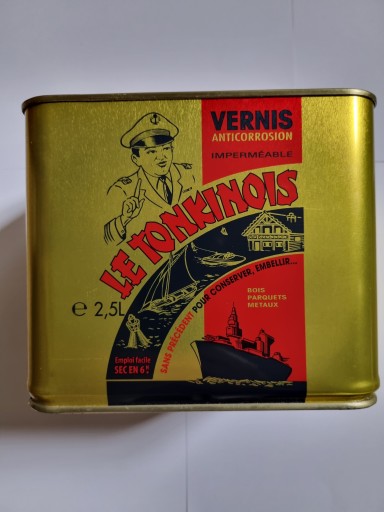 VERNIS
ANTICORROSION
IMPERMÉABLE
LE TONKINOIS
SANS PRÉCÉDENT POUR CONSERVER, EMBELLIR...
BOIS
PARQUETS
METAUX
e 2,5L
Emploi facile
SEC EN 6